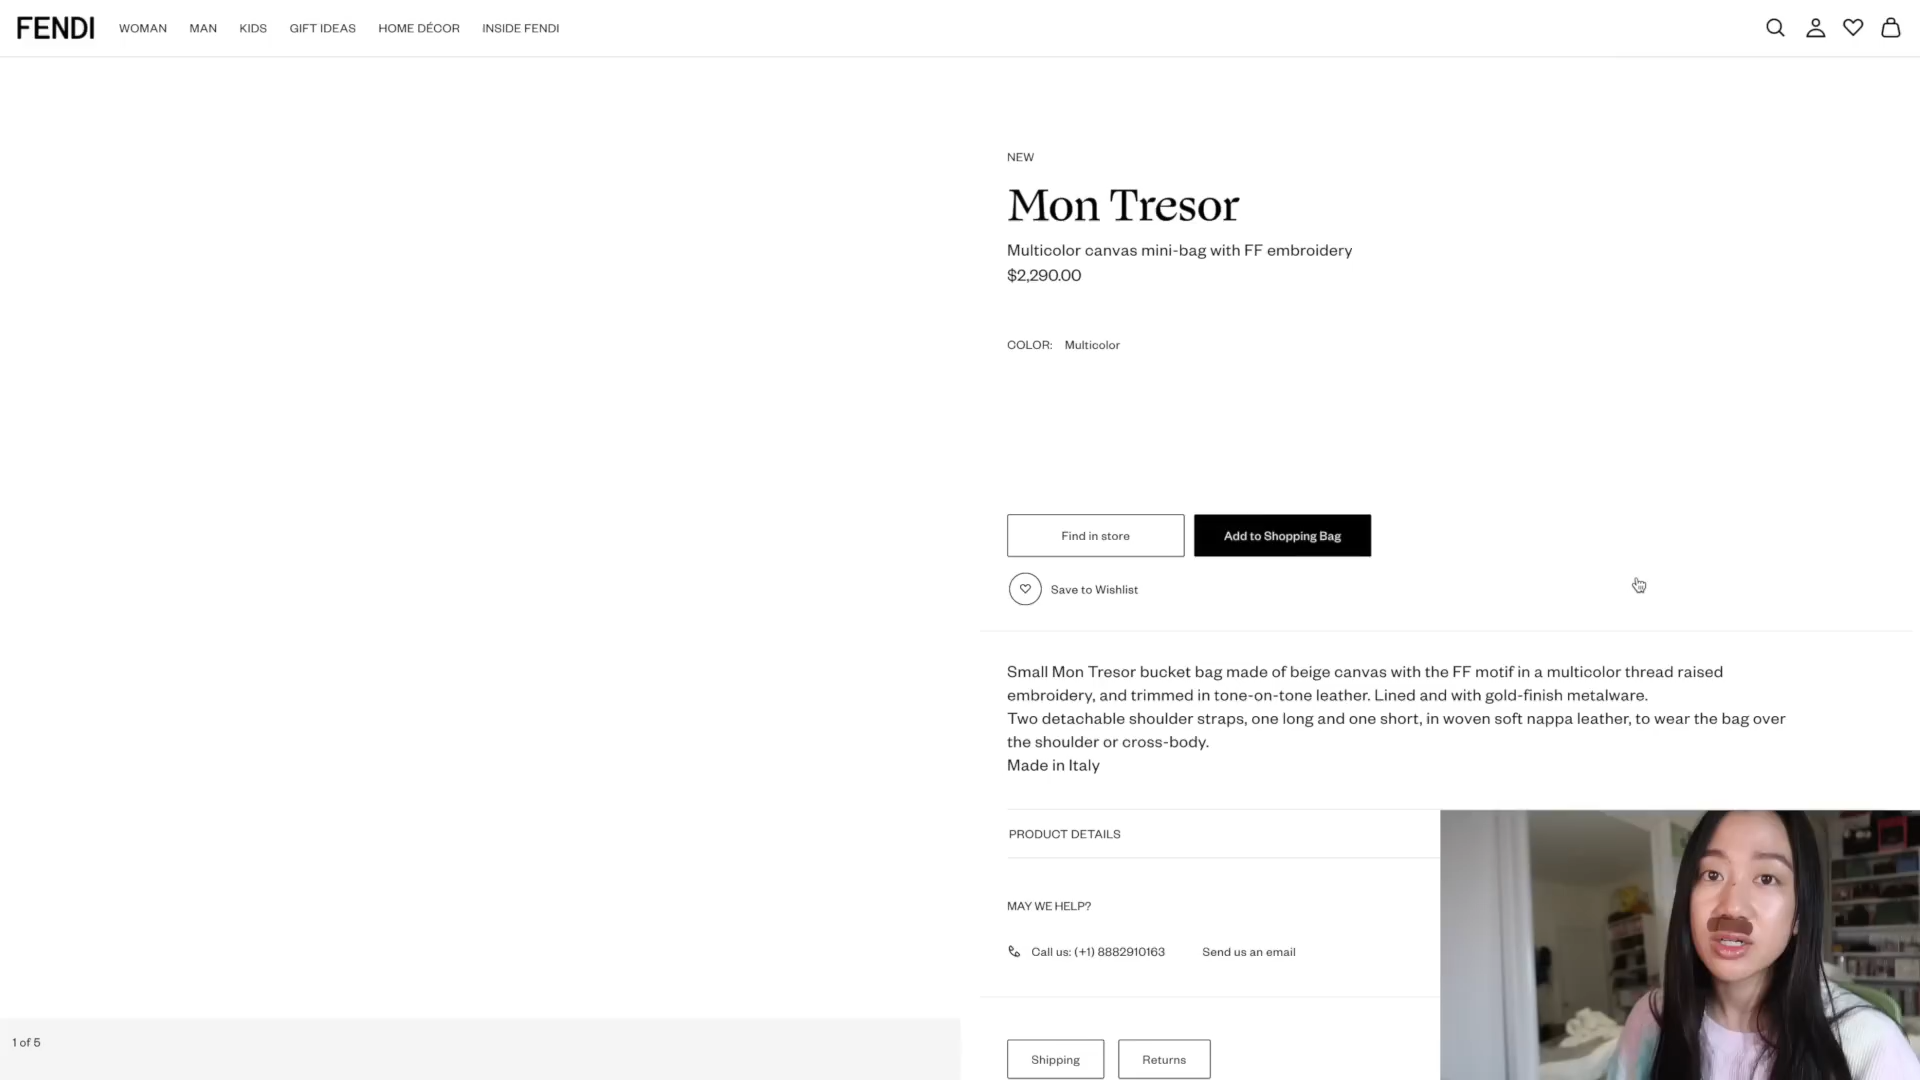 FENDI WOMAN MAN KIDS GIFT IDEAS HOME DÉCOR INSIDE FENDI
NEW
Mon Tresor
Multicolor canvas mini-bag with FF embroidery
$2,290.00
COLOR: Multicolor
Find in store Add to Shopping Bag
Save to Wishlist
Small Mon Tresor bucket bag made of beige canvas with the FF motif in a multicolor thread raised
embroidery, and trimmed in tone-on-tone leather. Lined and with gold-finish metalware.
Two detachable shoulder straps, one long and one short, in woven soft nappa leather, to wear the bag over
the shoulder or cross-body.
Made in Italy
PRODUCT DETAILS
MAY WE HELP?
Call us: (+1) 8882910163 Send us an email
1 of 5
Shipping Returns